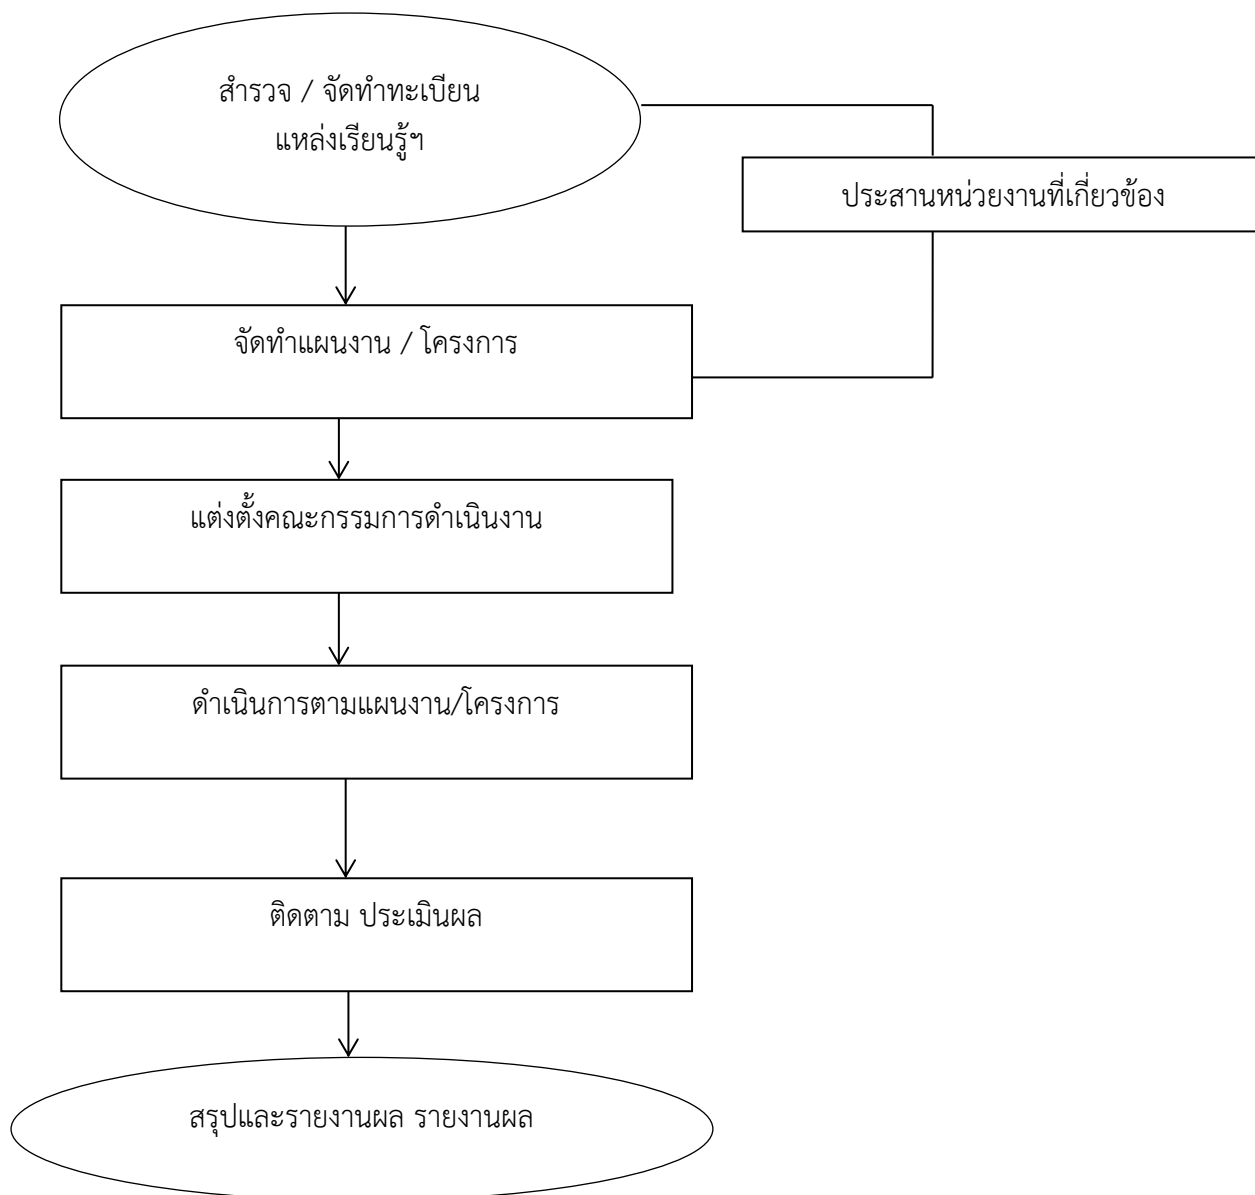 สำรวจ / จัดทำทะเบียน
แหล่งเรียนรู้ฯ
ประสานหน่วยงานที่เกี่ยวข้อง
จัดทำแผนงาน / โครงการ
แต่งตั้งคณะกรรมการดำเนินงาน
ดำเนินการตามแผนงาน/โครงการ
ติดตาม ประเมินผล
สรุปและรายงานผล รายงานผล